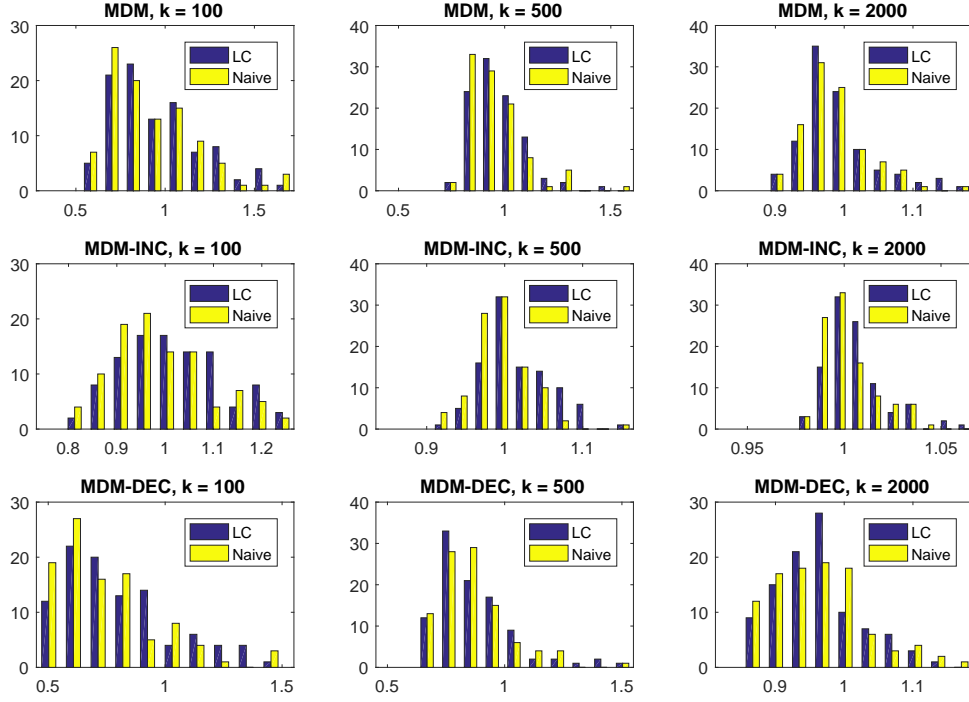 MDM, k = 100
MDM, k = 500
MDM, k = 2000
30
20
10
0
LC
Naive
0.5
1
1.5
40
30
20
10
0
LC
Naive
0.5
1
1.5
40
30
20
10
0
LC
Naive
0.9
1
1.1
MDM-INC, k = 100
MDM-INC, k = 500
MDM-INC, k = 2000
30
20
10
0
LC
Naive
0.8
0.9
1
1.1
1.2
40
30
20
10
0
LC
Naive
0.9
1
1.1
40
30
20
10
0
LC
Naive
0.95
1
1.05
MDM-DEC, k = 100
MDM-DEC, k = 500
MDM-DEC, k = 2000
30
20
10
0
LC
Naive
0.5
1
1.5
40
30
20
10
0
LC
Naive
0.5
1
1.5
30
20
10
0
LC
Naive
0.9
1
1.1